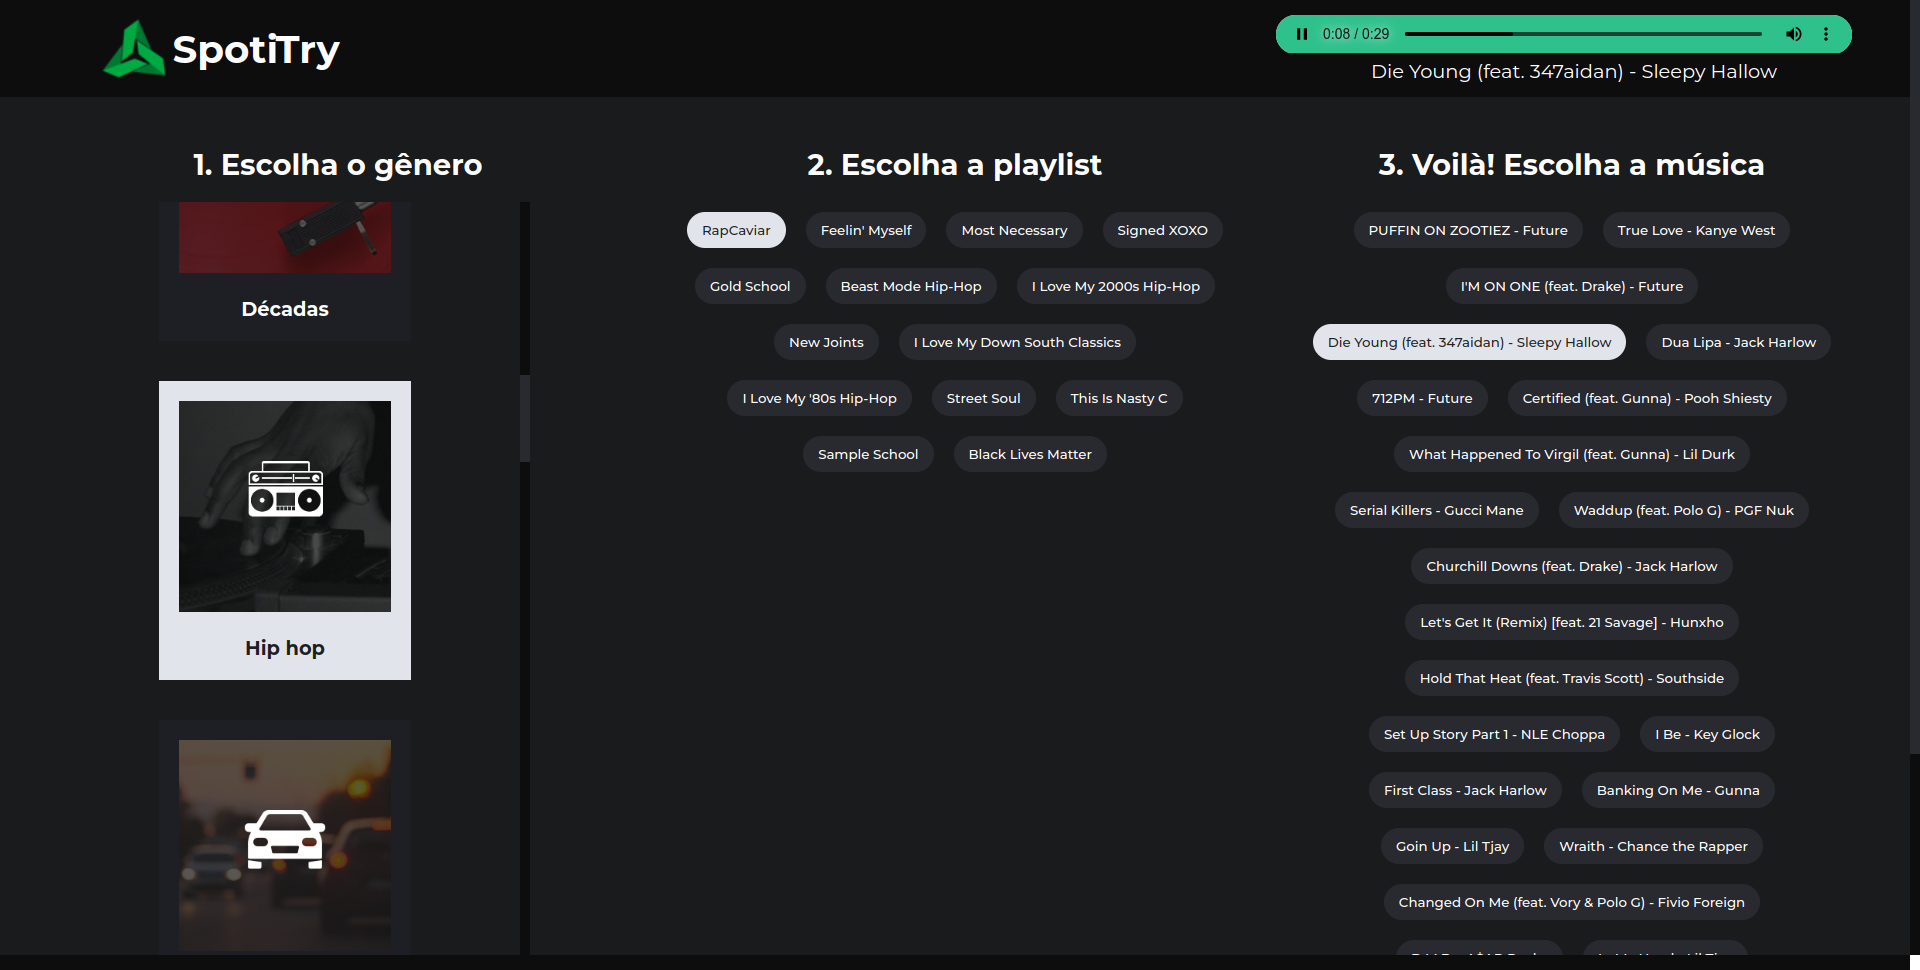 SpotiTry
0:08 / 0:29
Die Young (feat. 347aidan) - Sleepy Hallow
1. Escolha o gênero
Décadas
Hip hop
2. Escolha a playlist
RapCaviar
Feelin' Myself
Most Necessary
Signed XOXO
Gold School
Beast Mode Hip-Hop
I Love My 2000s Hip-Hop
New Joints
I Love My Down South Classics
I Love My '80s Hip-Hop
Street Soul
This Is Nasty C
Sample School
Black Lives Matter
3. Voilà! Escolha a música
PUFFIN ON ZOOTIEZ - Future
True Love - Kanye West
I'M ON ONE (feat. Drake) - Future
Die Young (feat. 347aidan) - Sleepy Hallow
Dua Lipa - Jack Harlow
712PM - Future
Certified (feat. Gunna) - Pooh Shiesty
What Happened To Virgil (feat. Gunna) - Lil Durk
Serial Killers - Gucci Mane
Waddup (feat. Polo G) - PGF Nuk
Churchill Downs (feat. Drake) - Jack Harlow
Let's Get It (Remix) [feat. 21 Savage] - Hunxho
Hold That Heat (feat. Travis Scott) - Southside
Set Up Story Part 1 - NLE Choppa
I Be - Key Glock
First Class - Jack Harlow
Banking On Me - Gunna
Goin Up - Lil Tjay
Wraith - Chance the Rapper
Changed On Me (feat. Vory & Polo G) - Fivio Foreign